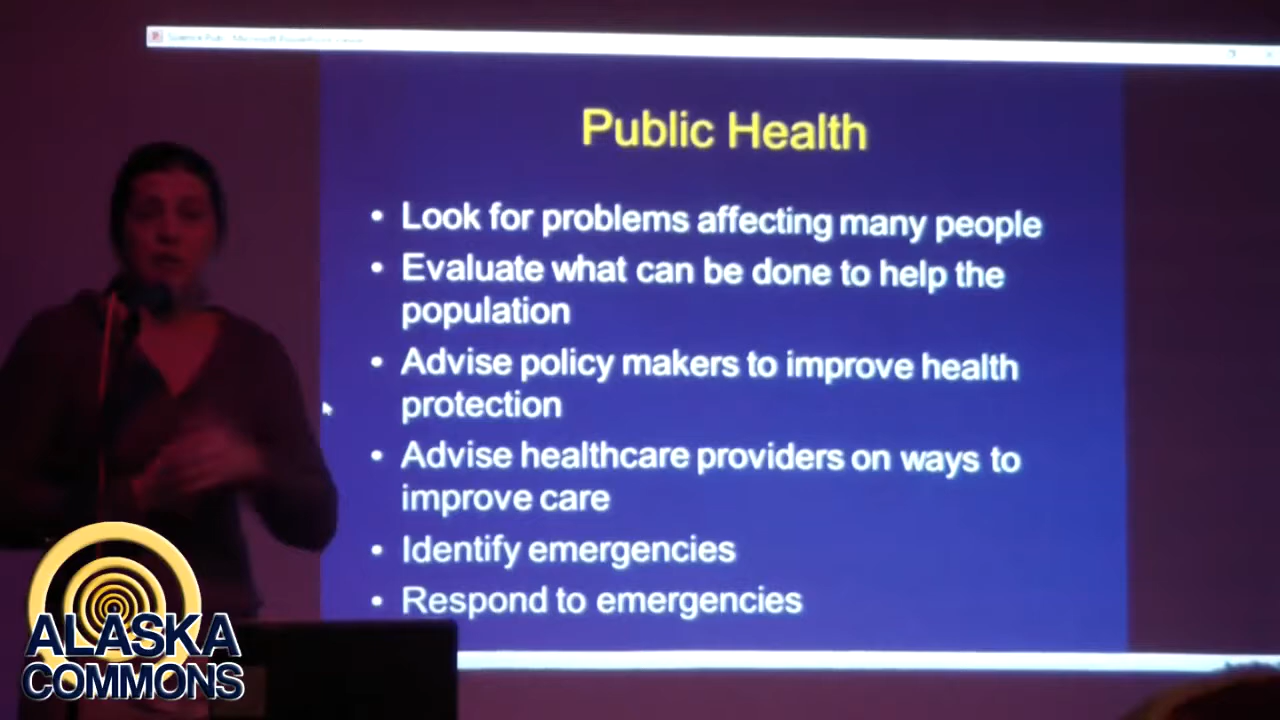 Public Health
• Look for problems affecting many people
• Evaluate what can be done to help the
population
• Advise policy makers to improve health
protection
• Advise healthcare providers on ways to
improve care
• Identify emergencies
• Respond to emergencies
ALASKA
COMMONS